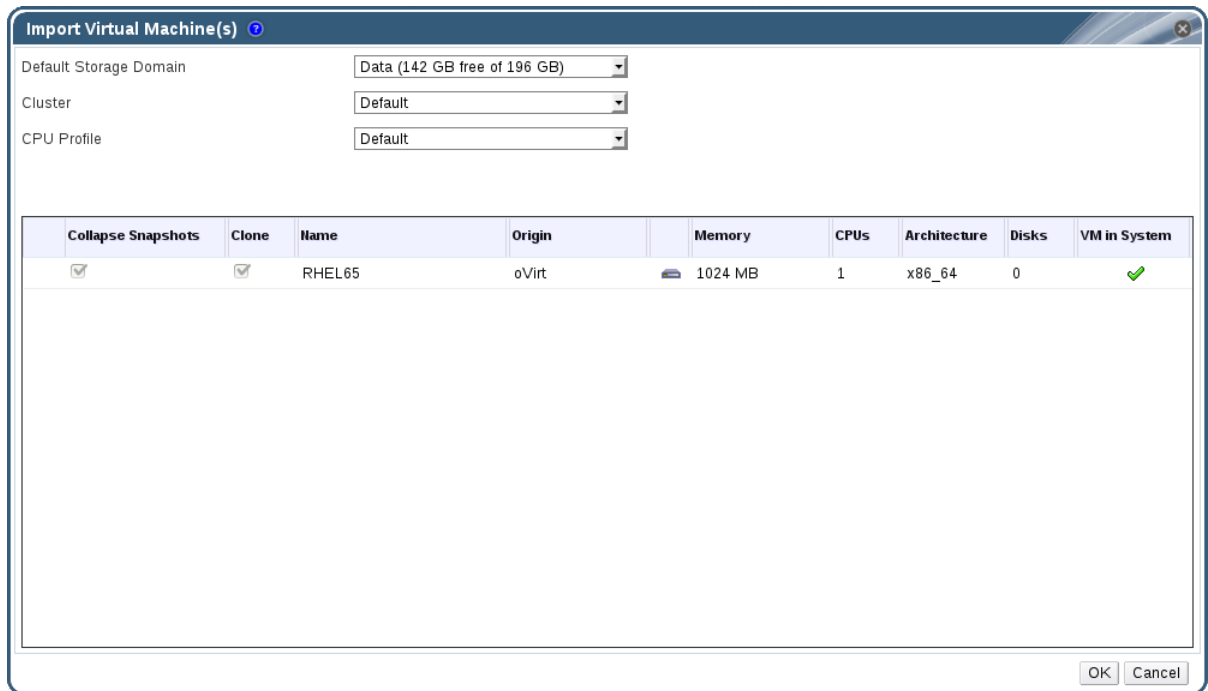 Import Virtual Machine(s) ?
Default Storage Domain Data (142 GB free of 196 GB)
Cluster Default
CPU Profile Default
Collapse Snapshots Clone Name Origin Memory CPUs Architecture Disks VM in System
RHEL65 oVirt 1024 MB 1 x86_64 0
OK Cancel